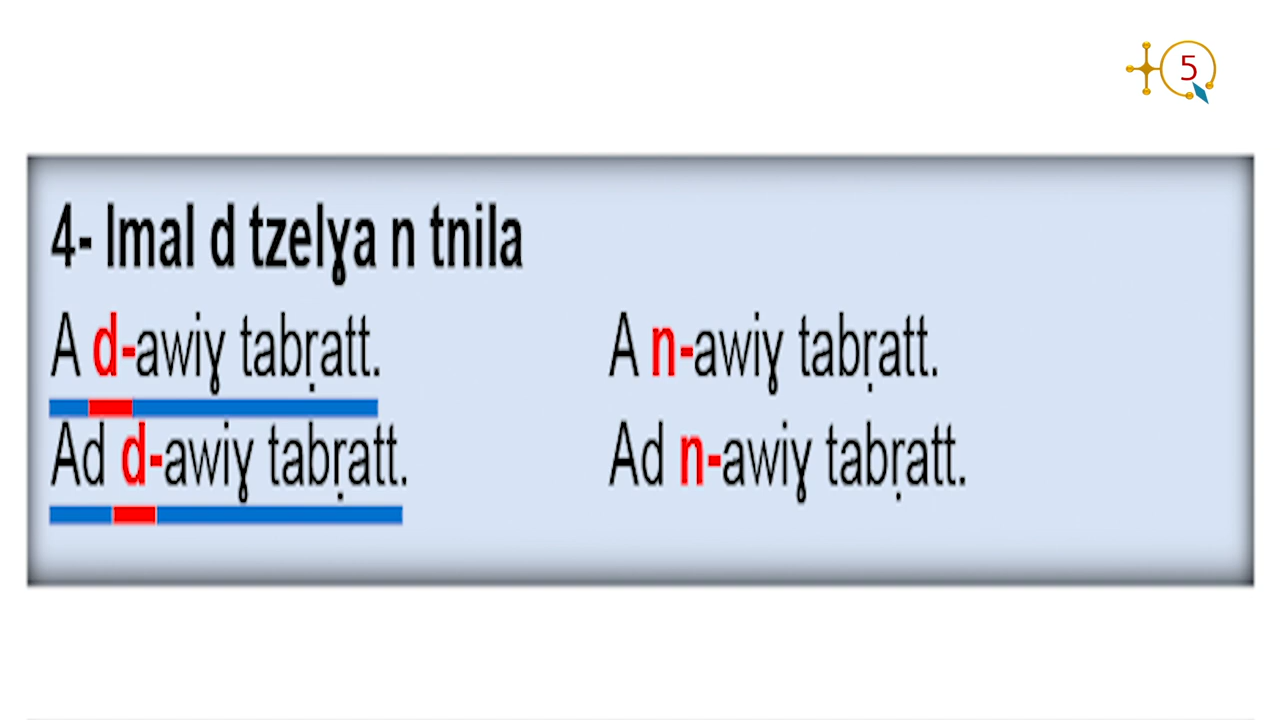 5
4- Imal d tzelɣa n tnila
A d-awiɣ tabṛatt. A n-awiɣ tabṛatt.
Ad d-awiɣ tabṛatt. Ad n-awiɣ tabṛatt.